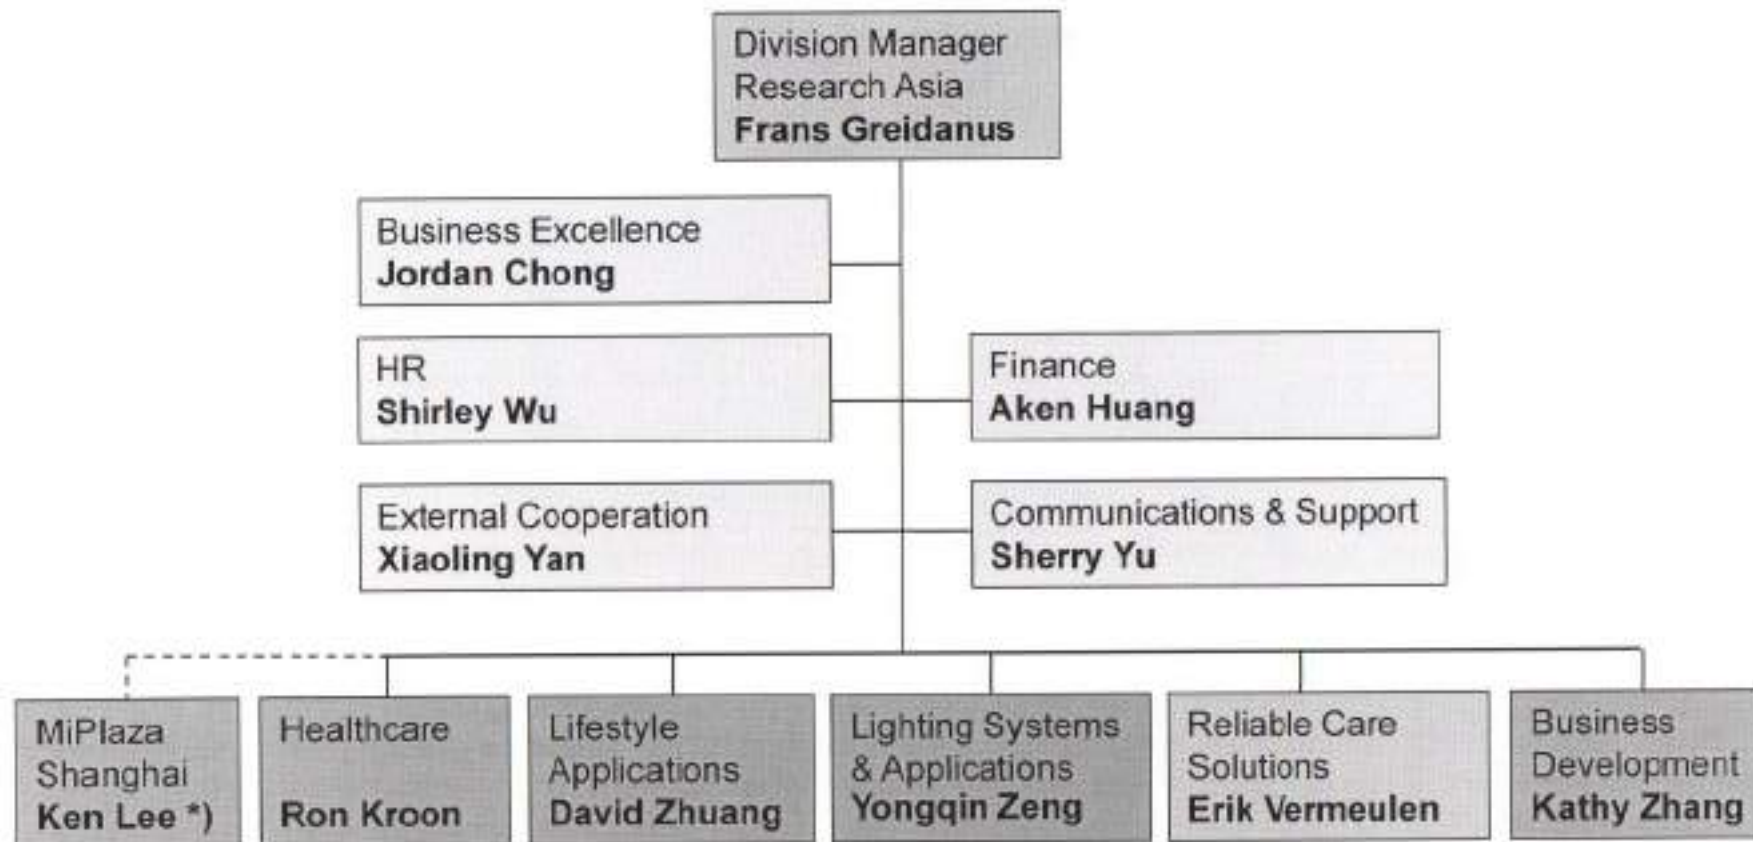 Division Manager
Research Asia
Frans Greidanus
Business Excellence
Jordan Chong
HR
Shirley Wu
Finance
Aken Huang
External Cooperation
Xiaoling Yan
Communications & Support
Sherry Yu
MiPlaza
Shanghai
Ken Lee *)
Healthcare
Ron Kroon
Lifestyle
Applications
David Zhuang
Lighting Systems
& Applications
Yongqin Zeng
Reliable Care
Solutions
Erik Vermeulen
Business
Development
Kathy Zhang